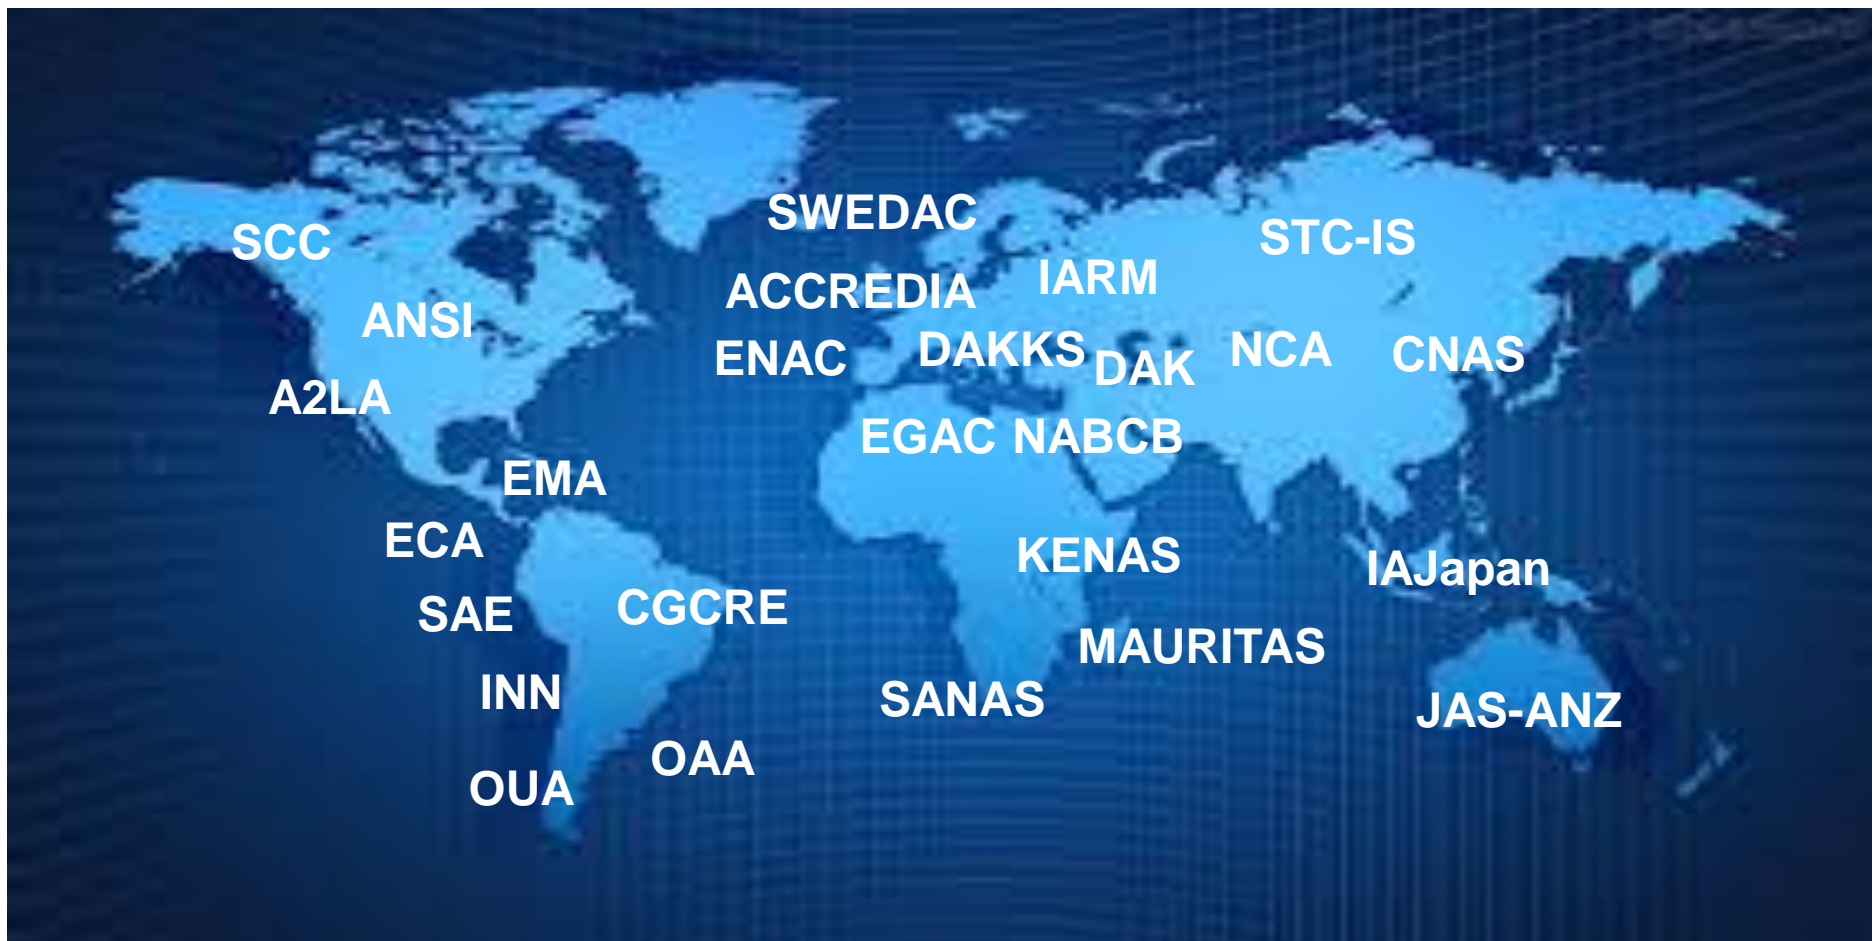 SWEDAC
SCC
STC-IS
ACCREDIA
IARM
ANSI
ENAC
DAKKS
DAK
NCA
CNAS
A2LA
EGAC
NABCB
EMA
ECA
KENAS
IAJapan
SAE
CGCRE
MAURITAS
INN
SANAS
JAS-ANZ
OAA
OUA